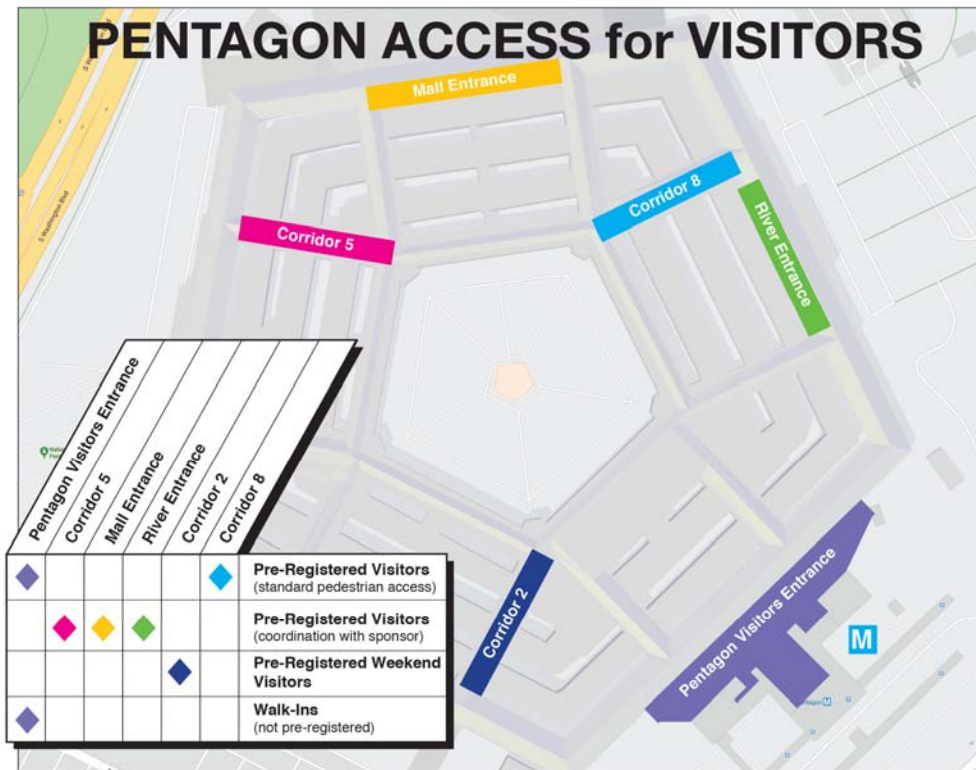 PENTAGON ACCESS for VISITORS
S Washington Blvd
Mall Entrance
Corridor 8
River Entrance
Corridor 5
Pentagon Visitors Entrance
Corridor 5
Mall Entrance
River Entrance
Corridor 2
Corridor 8
Pre-Registered Visitors
(standard pedestrian access)
Pre-Registered Visitors
(coordination with sponsor)
Pre-Registered Weekend
Visitors
Walk-Ins
(not pre-registered)
Corridor 2
Pentagon Visitors Entrance
M